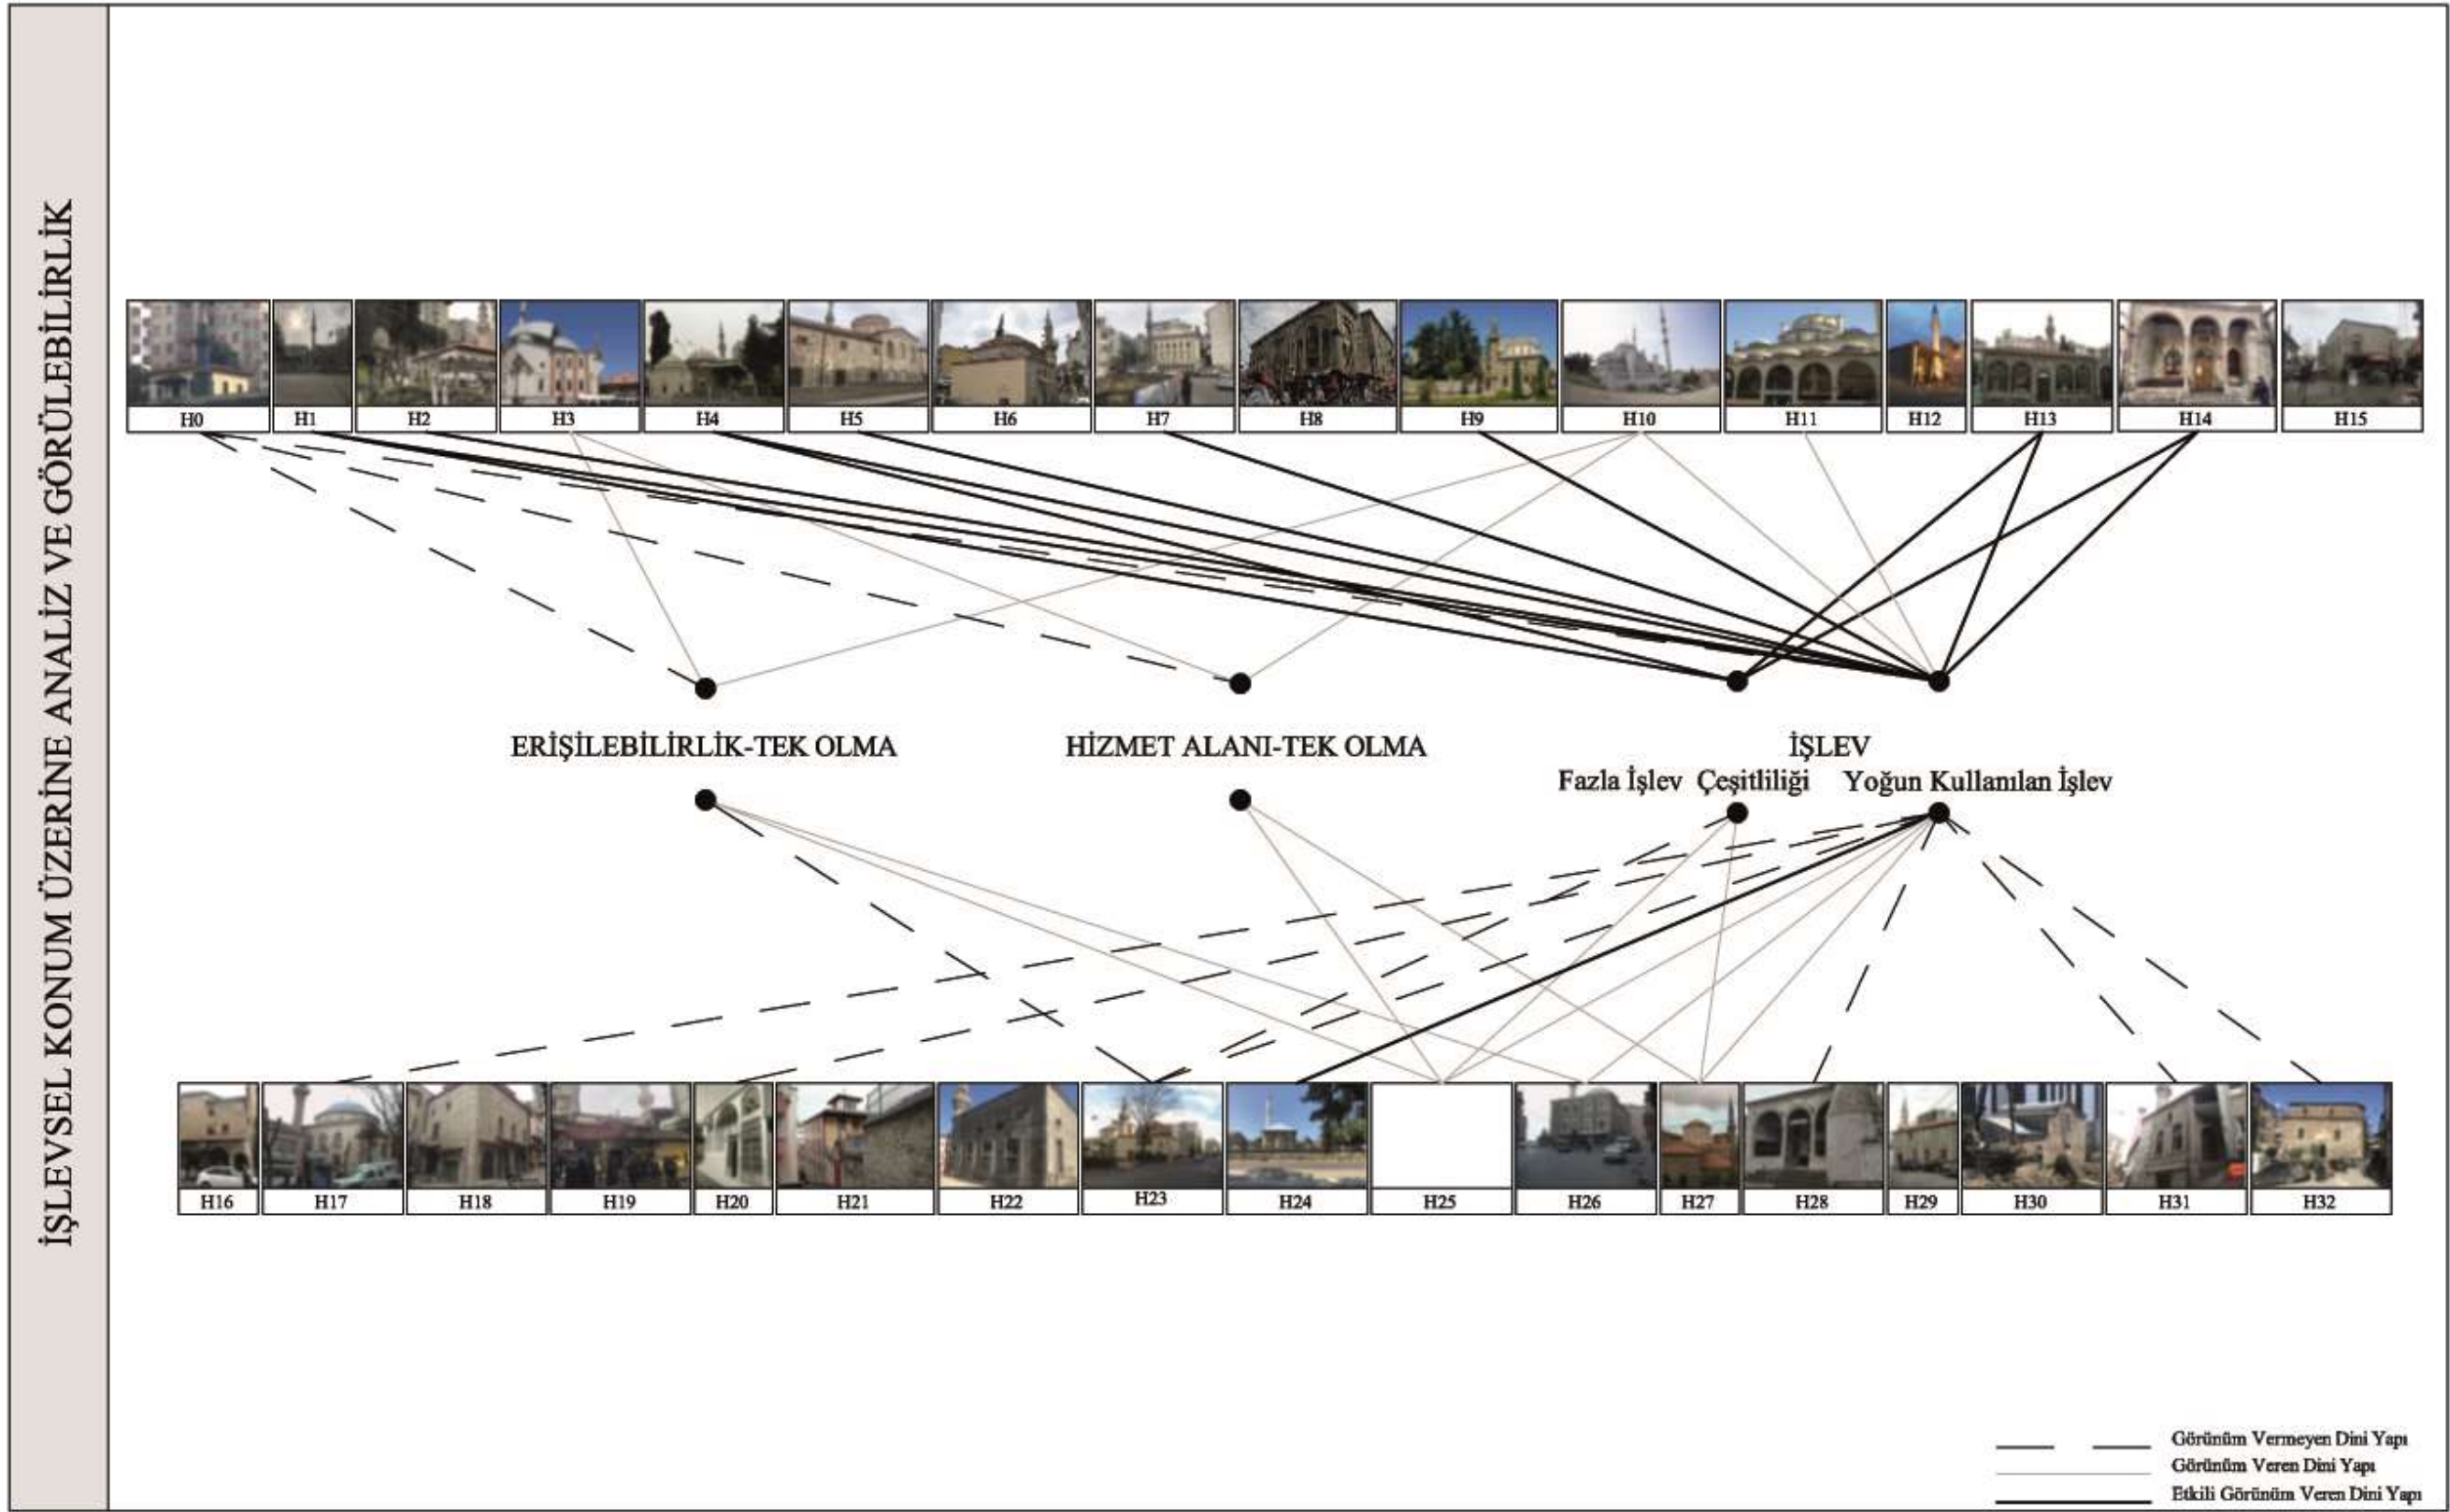 İŞLEVSEL KONUM ÜZERİNE ANALİZ VE GÖRÜLEBİLİRLİK
H0 H1 H2 H3 H4 H5 H6 H7 H8 H9 H10 H11 H12 H13 H14 H15
ERİŞİLEBİLİRLİK-TEK OLMA HİZMET ALANI-TEK OLMA İŞLEV
Fazla İşlev Çeşitliliği Yoğun Kullanılan İşlev
H16 H17 H18 H19 H20 H21 H22 H23 H24 H25 H26 H27 H28 H29 H30 H31 H32
Görünüm Vermeyen Dini Yapı
Görünüm Veren Dini Yapı
Etkili Görünüm Veren Dini Yapı